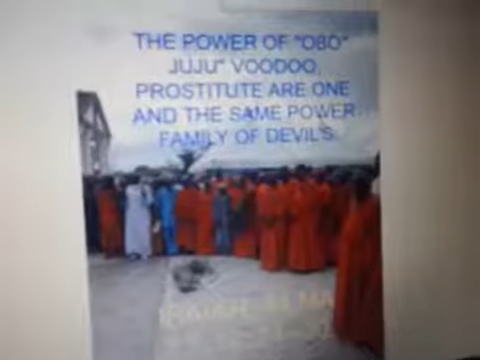 THE POWER OF "OBO"
JUJU" VOODOO,
PROSTITUTE ARE ONE
AND THE SAME POWER
FAMILY OF DEVIL'S